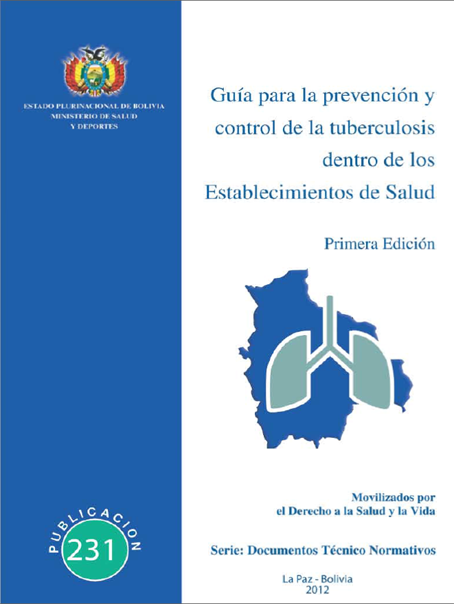 ESTADO PLURINACIONAL DE BOLIVIA
MINISTERIO DE SALUD
Y DEPORTES
Guía para la prevención y
control de la tuberculosis
dentro de los
Establecimientos de Salud
Primera Edición
Movilizados por
el Derecho a la Salud y la Vida
PUBLICACION
231
Serie: Documentos Técnico Normativos
La Paz - Bolivia
2012